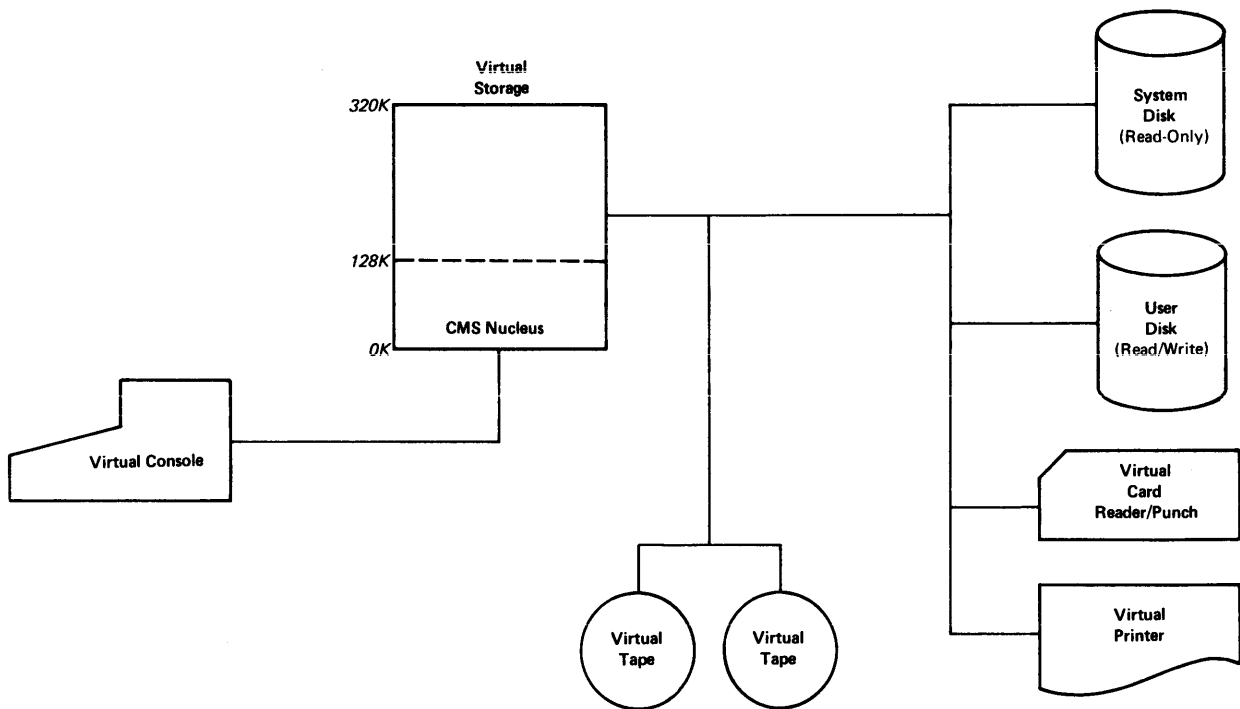 Virtual
Storage
320K
128K
CMS Nucleus
0K
Virtual Console
System
Disk
(Read-Only)
User
Disk
(Read/Write)
Virtual
Card
Reader/Punch
Virtual
Printer
Virtual
Tape
Virtual
Tape